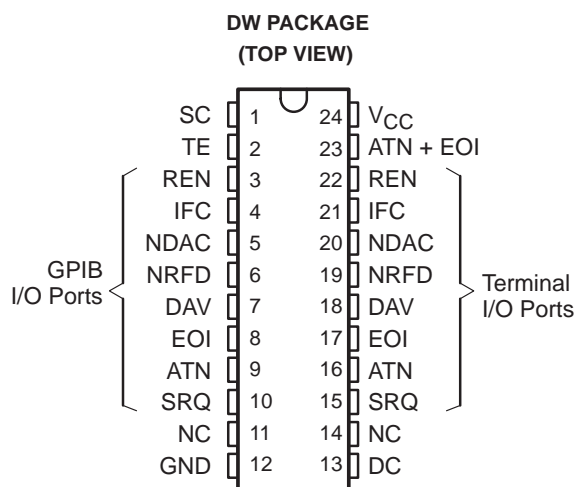 DW PACKAGE
(TOP VIEW)
SC 1 24 VCC
TE 2 23 ATN + EOI
REN 3 22 REN
IFC 4 21 IFC
NDAC 5 20 NDAC
GPIB
I/O Ports
NRFD 6 19 NRFD
Terminal
I/O Ports
DAV 7 18 DAV
EOI 8 17 EOI
ATN 9 16 ATN
SRQ 10 15 SRQ
NC 11 14 NC
GND 12 13 DC